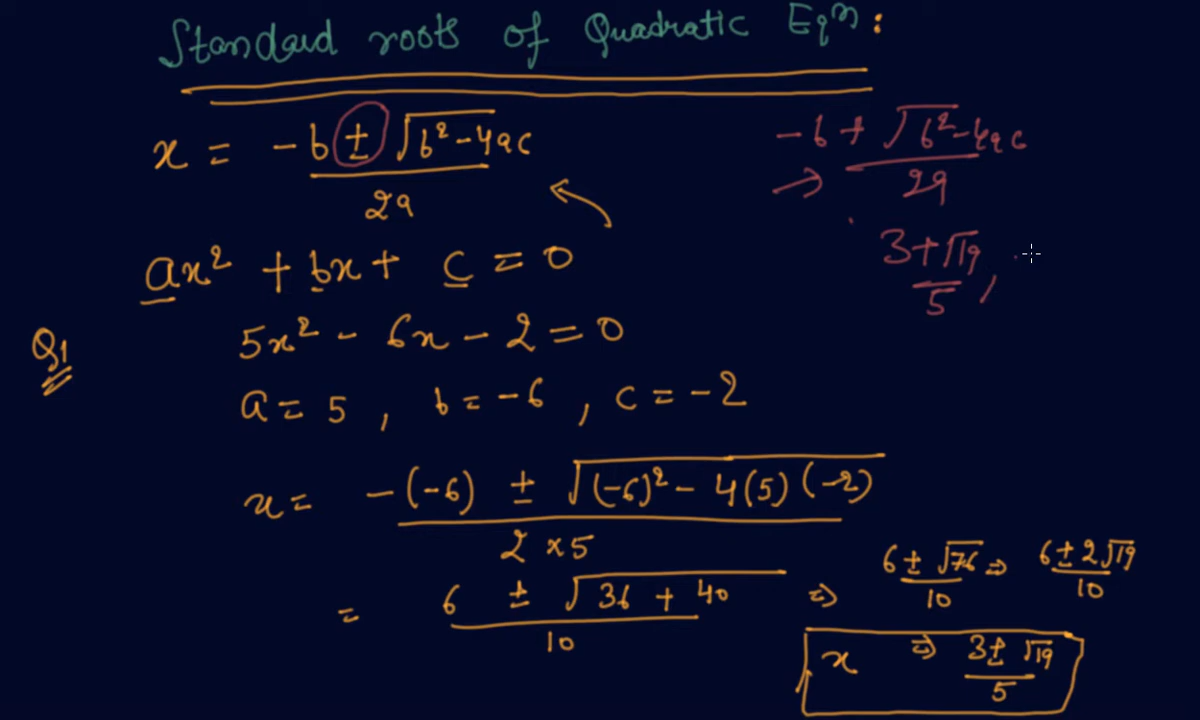 Standard roots of Quadratic Eqn:
x = -b ± √b²-4ac / 2a
-b + √b²-4ac / 2a
→
3+√19 / 5 ,
ax² + bx + c = 0
Q1
5x² - 6x - 2 = 0
a = 5 , b = -6 , c = -2
x = -(-6) ± √(-6)² - 4(5)(-2) / 2×5
= 6 ± √36 + 40 / 10 ⇒ 6 ± √76 / 10 ⇒ 6 ± 2√19 / 10
x ⇒ 3 ± √19 / 5